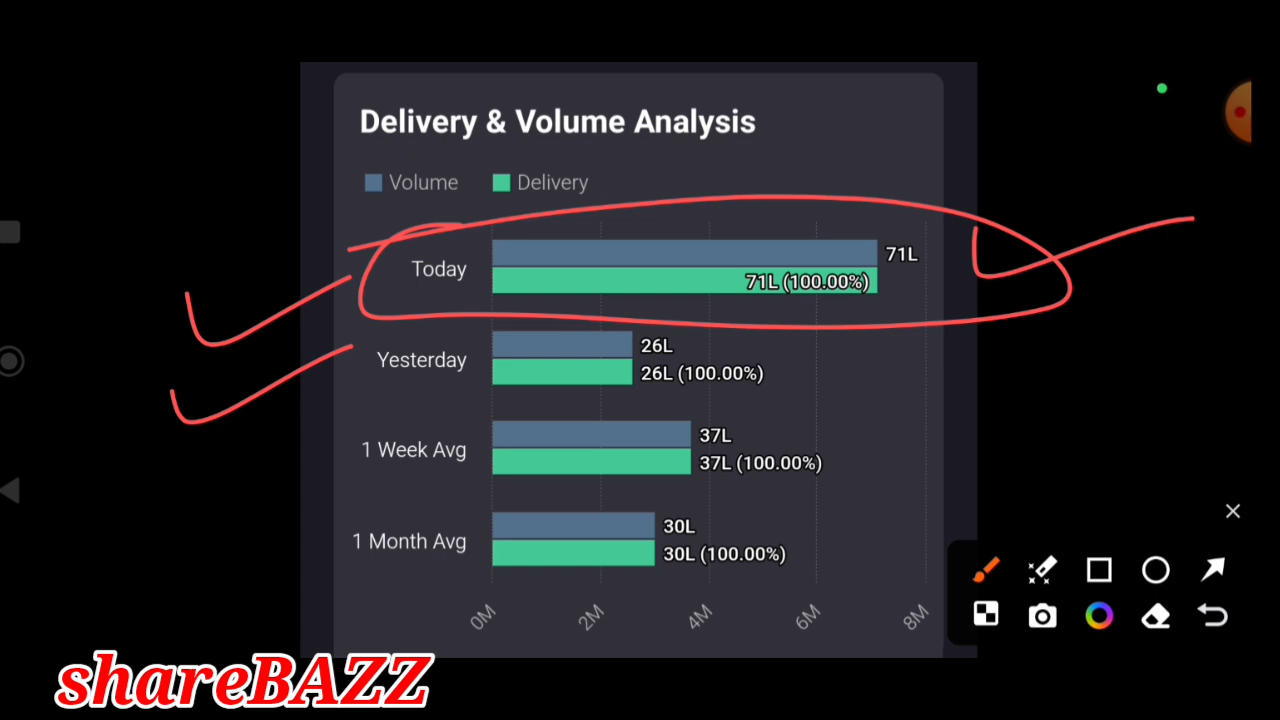 Delivery & Volume Analysis
Volume Delivery
Today 71L
71L (100.00%)
Yesterday 26L
26L (100.00%)
1 Week Avg 37L
37L (100.00%)
1 Month Avg 30L
30L (100.00%)
0M 2M 4M 6M 8M
shareBAZZ